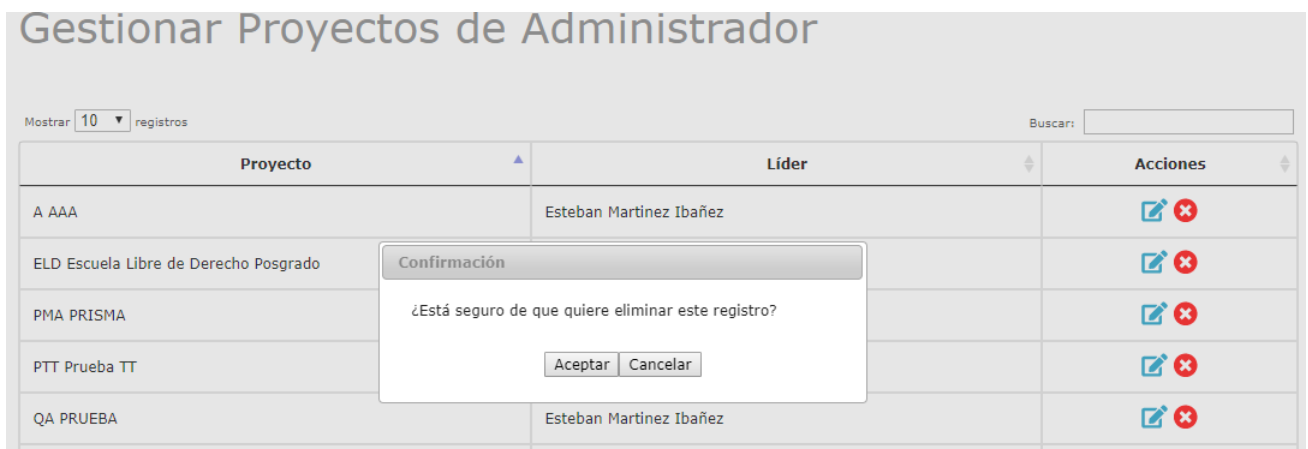 Gestionar Proyectos de Administrador
Mostrar 10 registros
Buscar:
Proyecto Líder Acciones
A AAA Esteban Martinez Ibañez
ELD Escuela Libre de Derecho Posgrado
Confirmación
PMA PRISMA
¿Está seguro de que quiere eliminar este registro?
PTT Prueba TT
Aceptar Cancelar
QA PRUEBA Esteban Martinez Ibañez